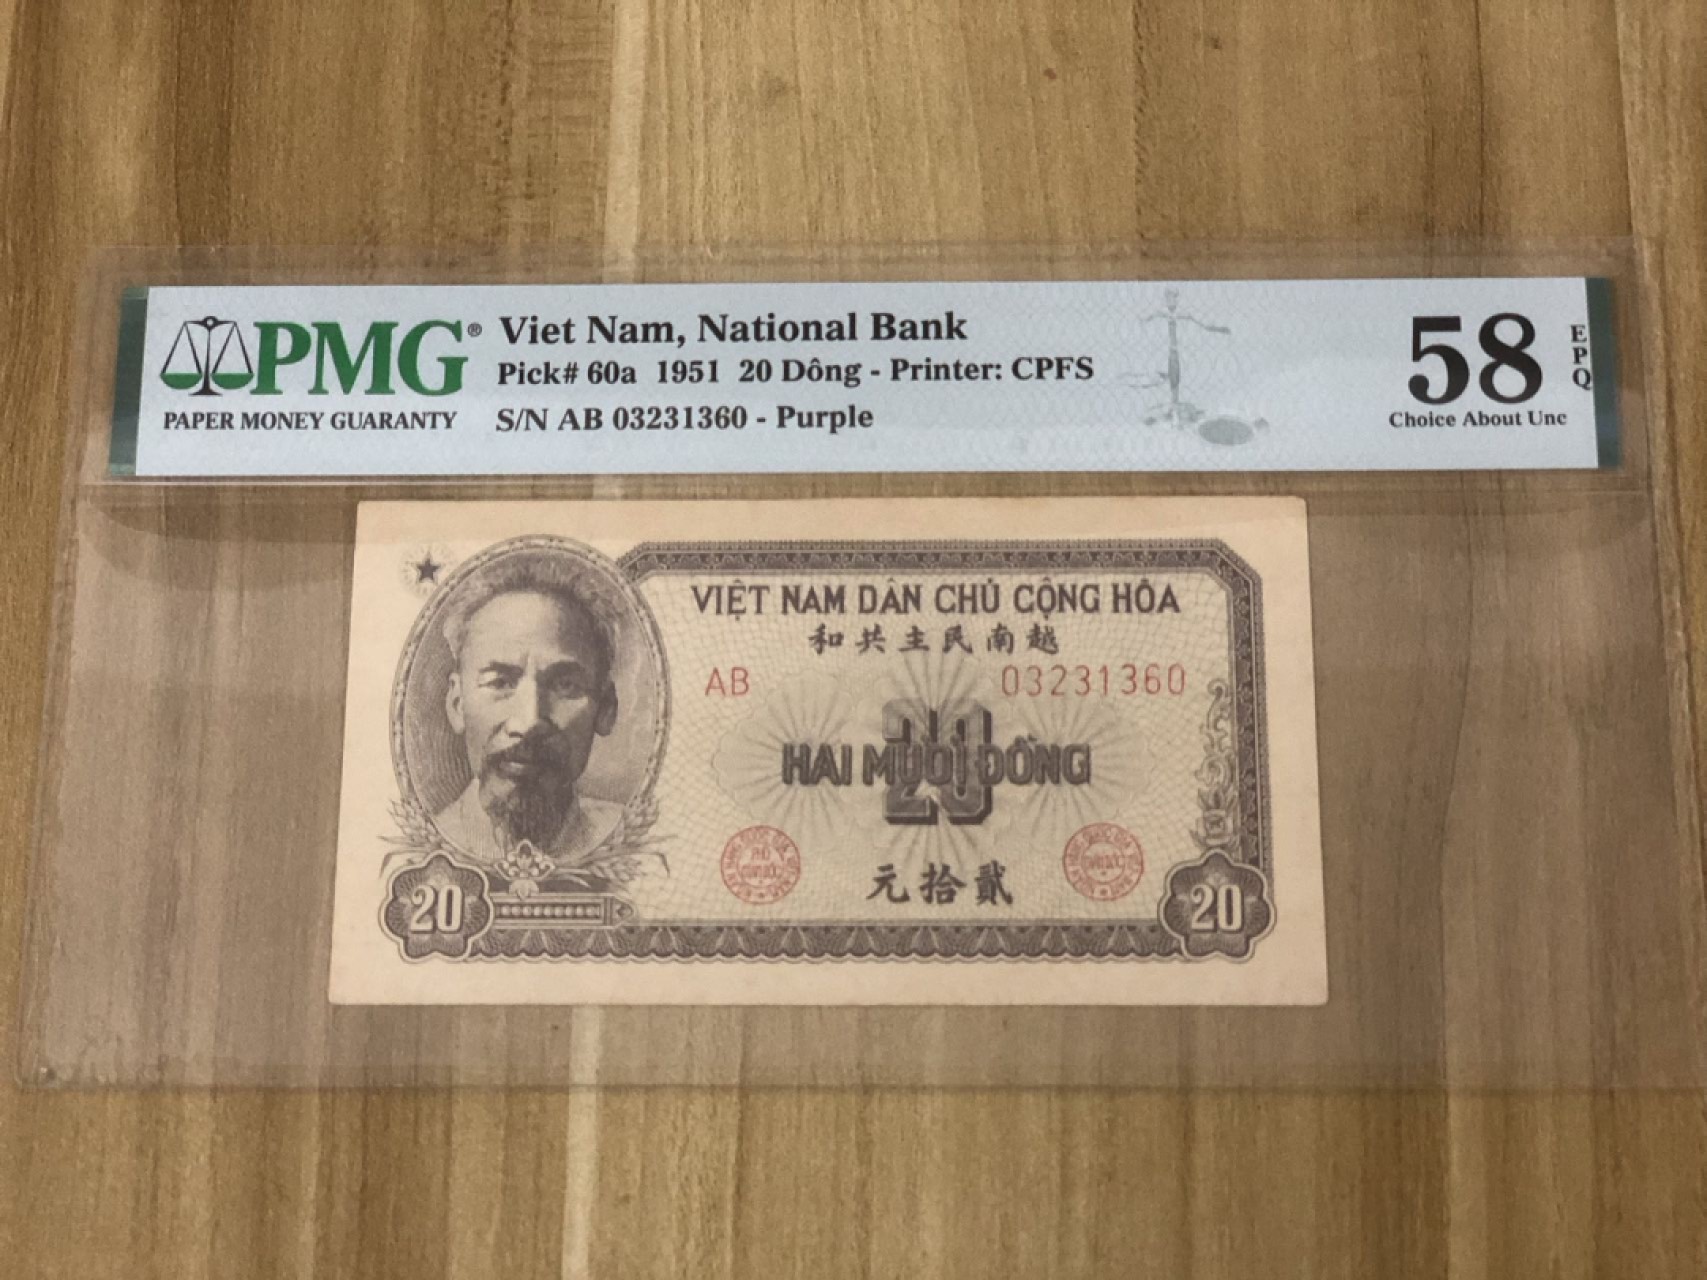 PMG®
PAPER MONEY GUARANTY
Viet Nam, National Bank
Pick# 60a 1951 20 Dông - Printer: CPFS
S/N AB 03231360 - Purple
58 EPQ
Choice About Unc
VIỆT NAM DÂN CHỦ CỘNG HÒA
和共主民南越
AB 03231360
20
HAI MƯƠI ĐỒNG
元拾貳
20 20